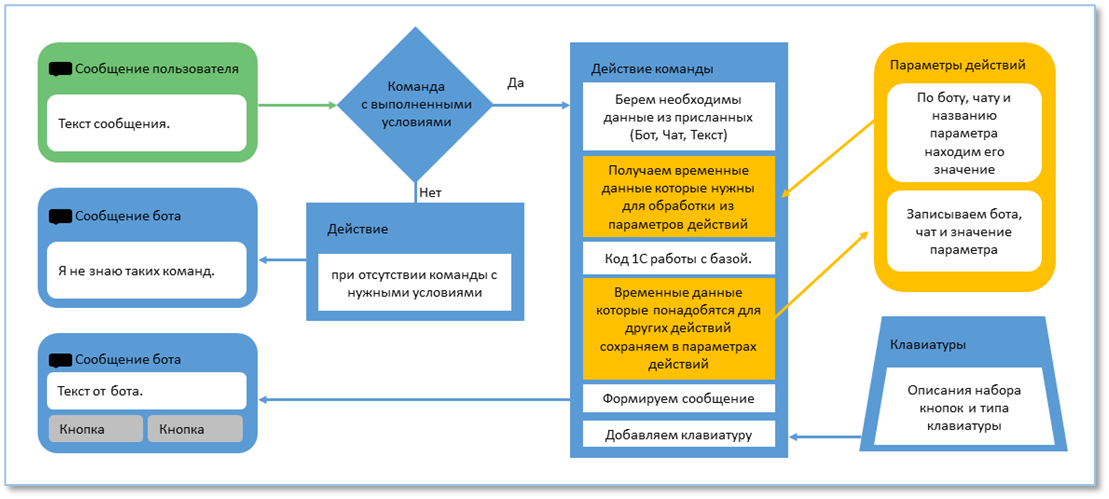 Сообщение пользователя
Текст сообщения.
Команда
с выполненными
условиями
Да
Нет
Сообщение бота
Я не знаю таких команд.
Действие
при отсутствии команды с
нужными условиями
Сообщение бота
Текст от бота.
Кнопка
Кнопка
Действие команды
Берем необходимы
данные из присланных
(Бот, Чат, Текст)
Получаем временные
данные которые нужны
для обработки из
параметров действий
Код 1С работы с базой.
Временные данные
которые понадобятся для
других действий
сохраняем в параметрах
действий
Формируем сообщение
Добавляем клавиатуру
Параметры действий
По боту, чату и
названию
параметра
находим его
значение
Записываем бота,
чат и значение
параметра
Клавиатуры
Описания набора
кнопок и типа
клавиатуры